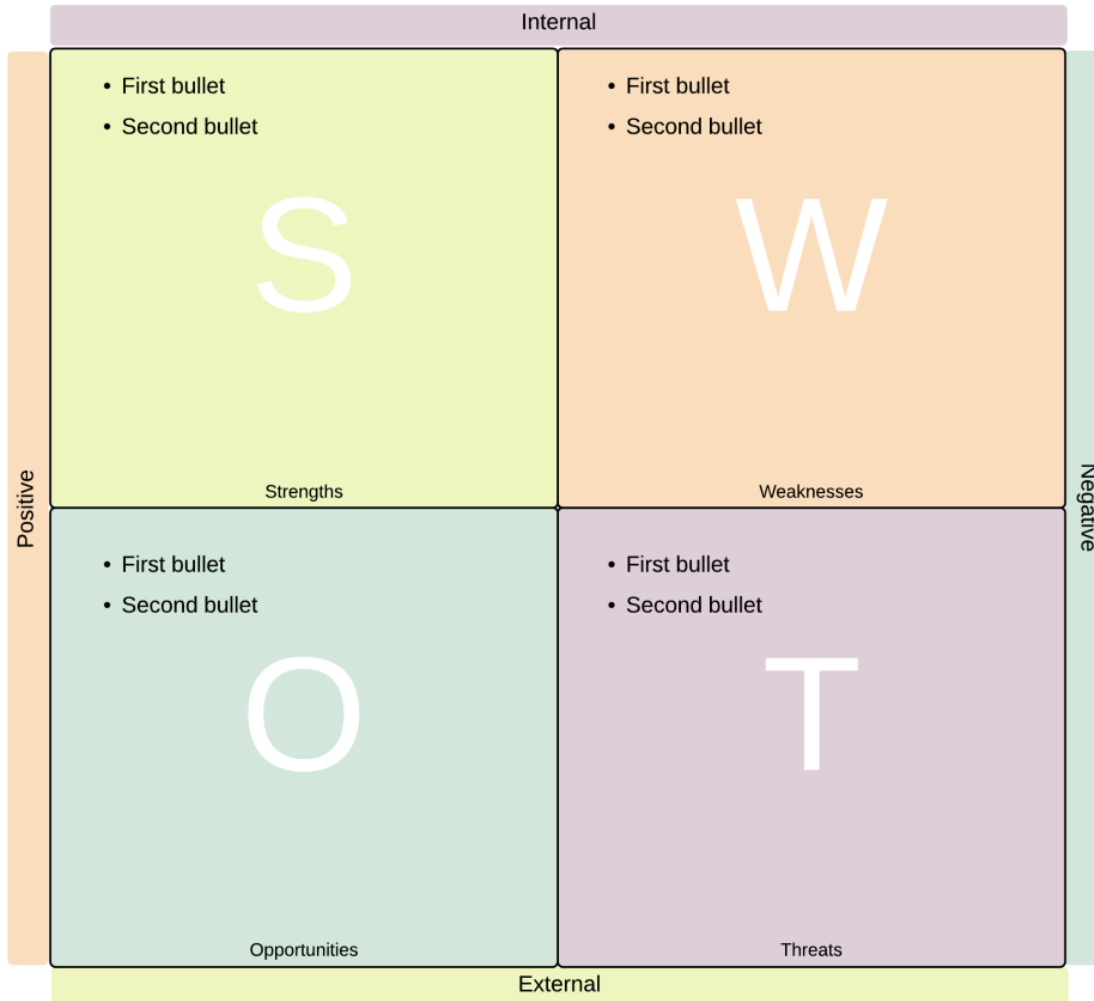 Internal
Positive
• First bullet
• Second bullet
S
Strengths
• First bullet
• Second bullet
W
Weaknesses
Negative
• First bullet
• Second bullet
O
Opportunities
• First bullet
• Second bullet
T
Threats
External